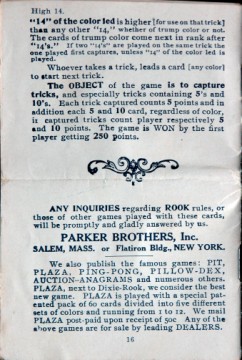 High 14.
"14" of the color led is higher [for use on that trick]
than any other "14," whether of trump color or not.
The cards of trump color come next in rank after
"14's." If two "14's" are played on the same trick the
one played first captures, unless "14" of the color led is
played.
Whoever takes a trick, leads a card [any color]
to start next trick.
The OBJECT of the game is to capture
tricks, and especially tricks containing 5's and
10's. Each trick captured counts 5 points and in
addition each 5 and 10 card, regardless of color,
in captured tricks count player respectively 5
and 10 points. The game is WON by the first
player getting 250 points.
ANY INQUIRIES regarding ROOK rules, or
those of other games played with these cards,
will be promptly and gladly answered by us.
PARKER BROTHERS, Inc.
SALEM, MASS. or Flatiron Bldg., NEW YORK.
We also publish the famous games: PIT,
PLAZA, PING-PONG, PILLOW-DEX,
AUCTION-ANAGRAMS and numerous others.
PLAZA, next to Dixie-Rook, we consider the best
new game. PLAZA is played with a special pat-
ented pack of 60 cards divided into five different
sets of colors and running from 1 to 12. We mail
PLAZA post-paid upon receipt of 50c Any of the
above games are for sale by leading DEALERS.
16